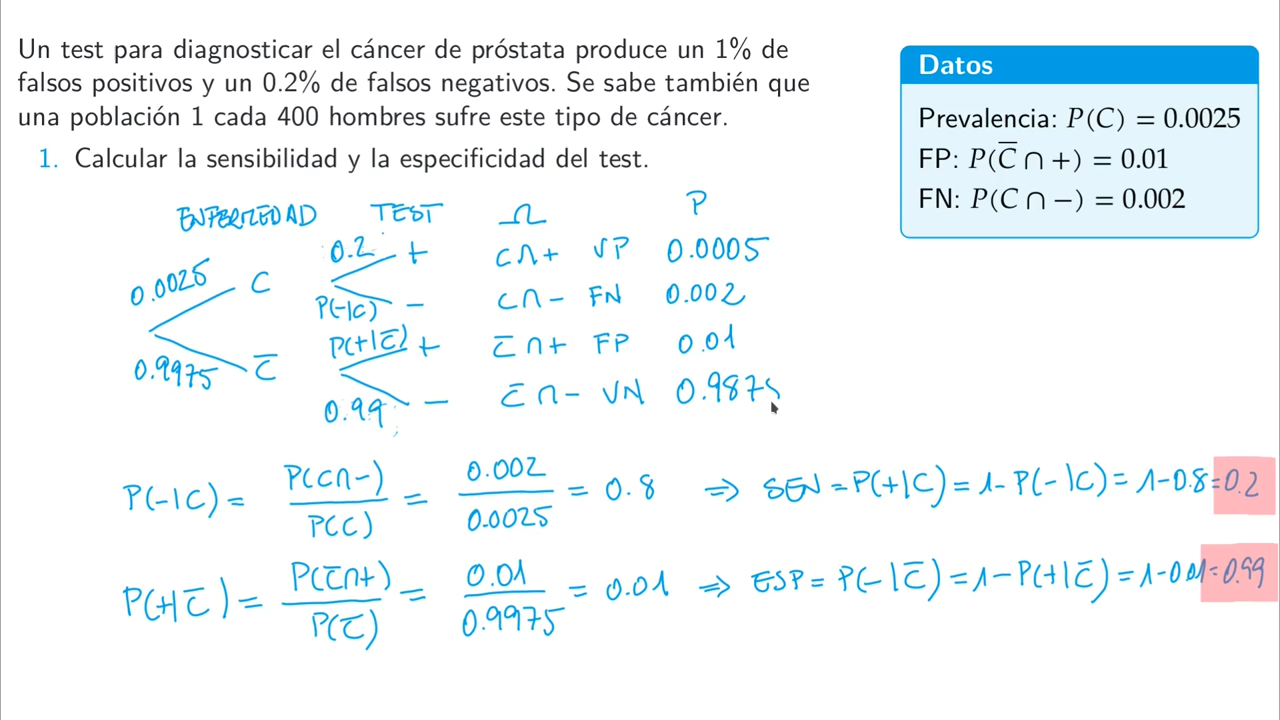 Un test para diagnosticar el cáncer de próstata produce un 1% de
falsos positivos y un 0.2% de falsos negativos. Se sabe también que
una población 1 cada 400 hombres sufre este tipo de cáncer.
1. Calcular la sensibilidad y la especificidad del test.
Datos
Prevalencia: P(C) = 0.0025
FP: P(C̅ ∩ +) = 0.01
FN: P(C ∩ −) = 0.002
ENFERMEDAD TEST Ω P
0.0025 C 0.2 + C∩+ VP 0.0005
P(-|C) - C∩- FN 0.002
P(+|C̅) + C̅∩+ FP 0.01
0.9975 C̅ 0.99 - C̅∩- VN 0.9875
P(-|C) = P(C∩-) / P(C) = 0.002 / 0.0025 = 0.8 ⇒ SEN = P(+|C) = 1 - P(-|C) = 1 - 0.8 = 0.2
P(+|C̅) = P(C̅∩+) / P(C̅) = 0.01 / 0.9975 = 0.01 ⇒ ESP = P(-|C̅) = 1 - P(+|C̅) = 1 - 0.01 = 0.99